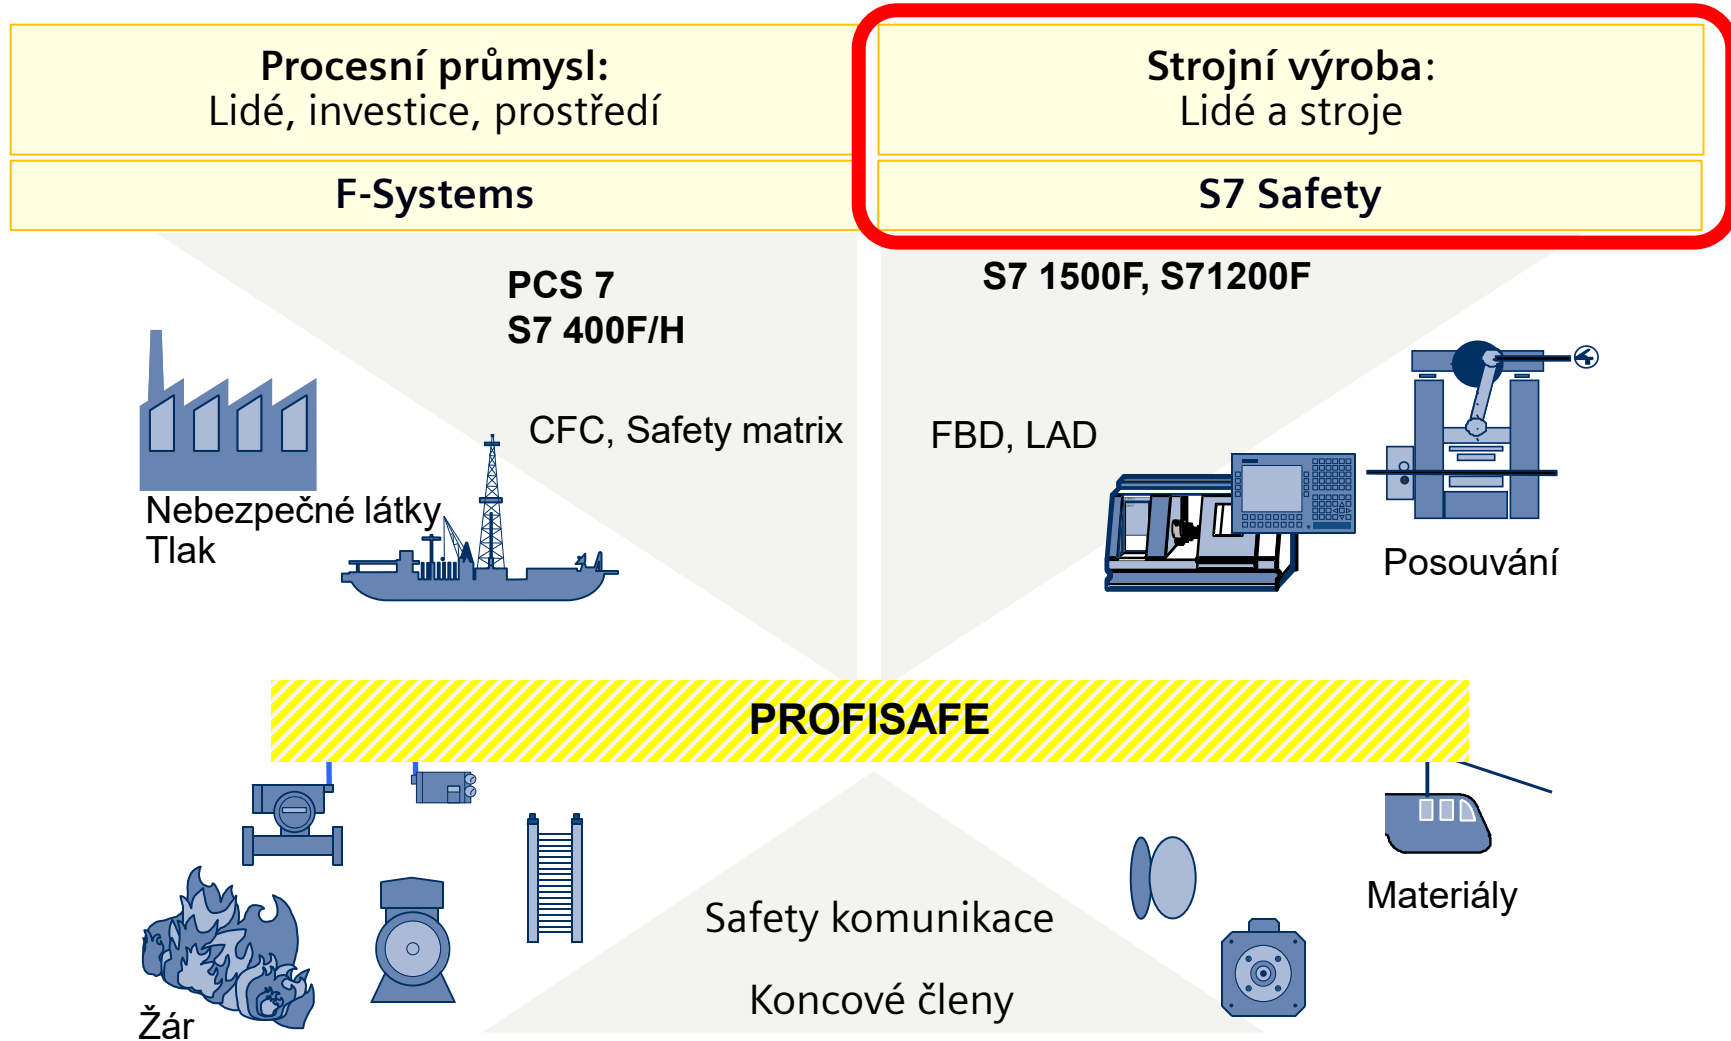 Procesní průmysl:
Lidé, investice, prostředí
F-Systems
Strojní výroba:
Lidé a stroje
S7 Safety
PCS 7
S7 400F/H
CFC, Safety matrix
S7 1500F, S71200F
FBD, LAD
Nebezpečné látky
Tlak
Posouvání
PROFISAFE
Materiály
Safety komunikace
Koncové členy
Žár